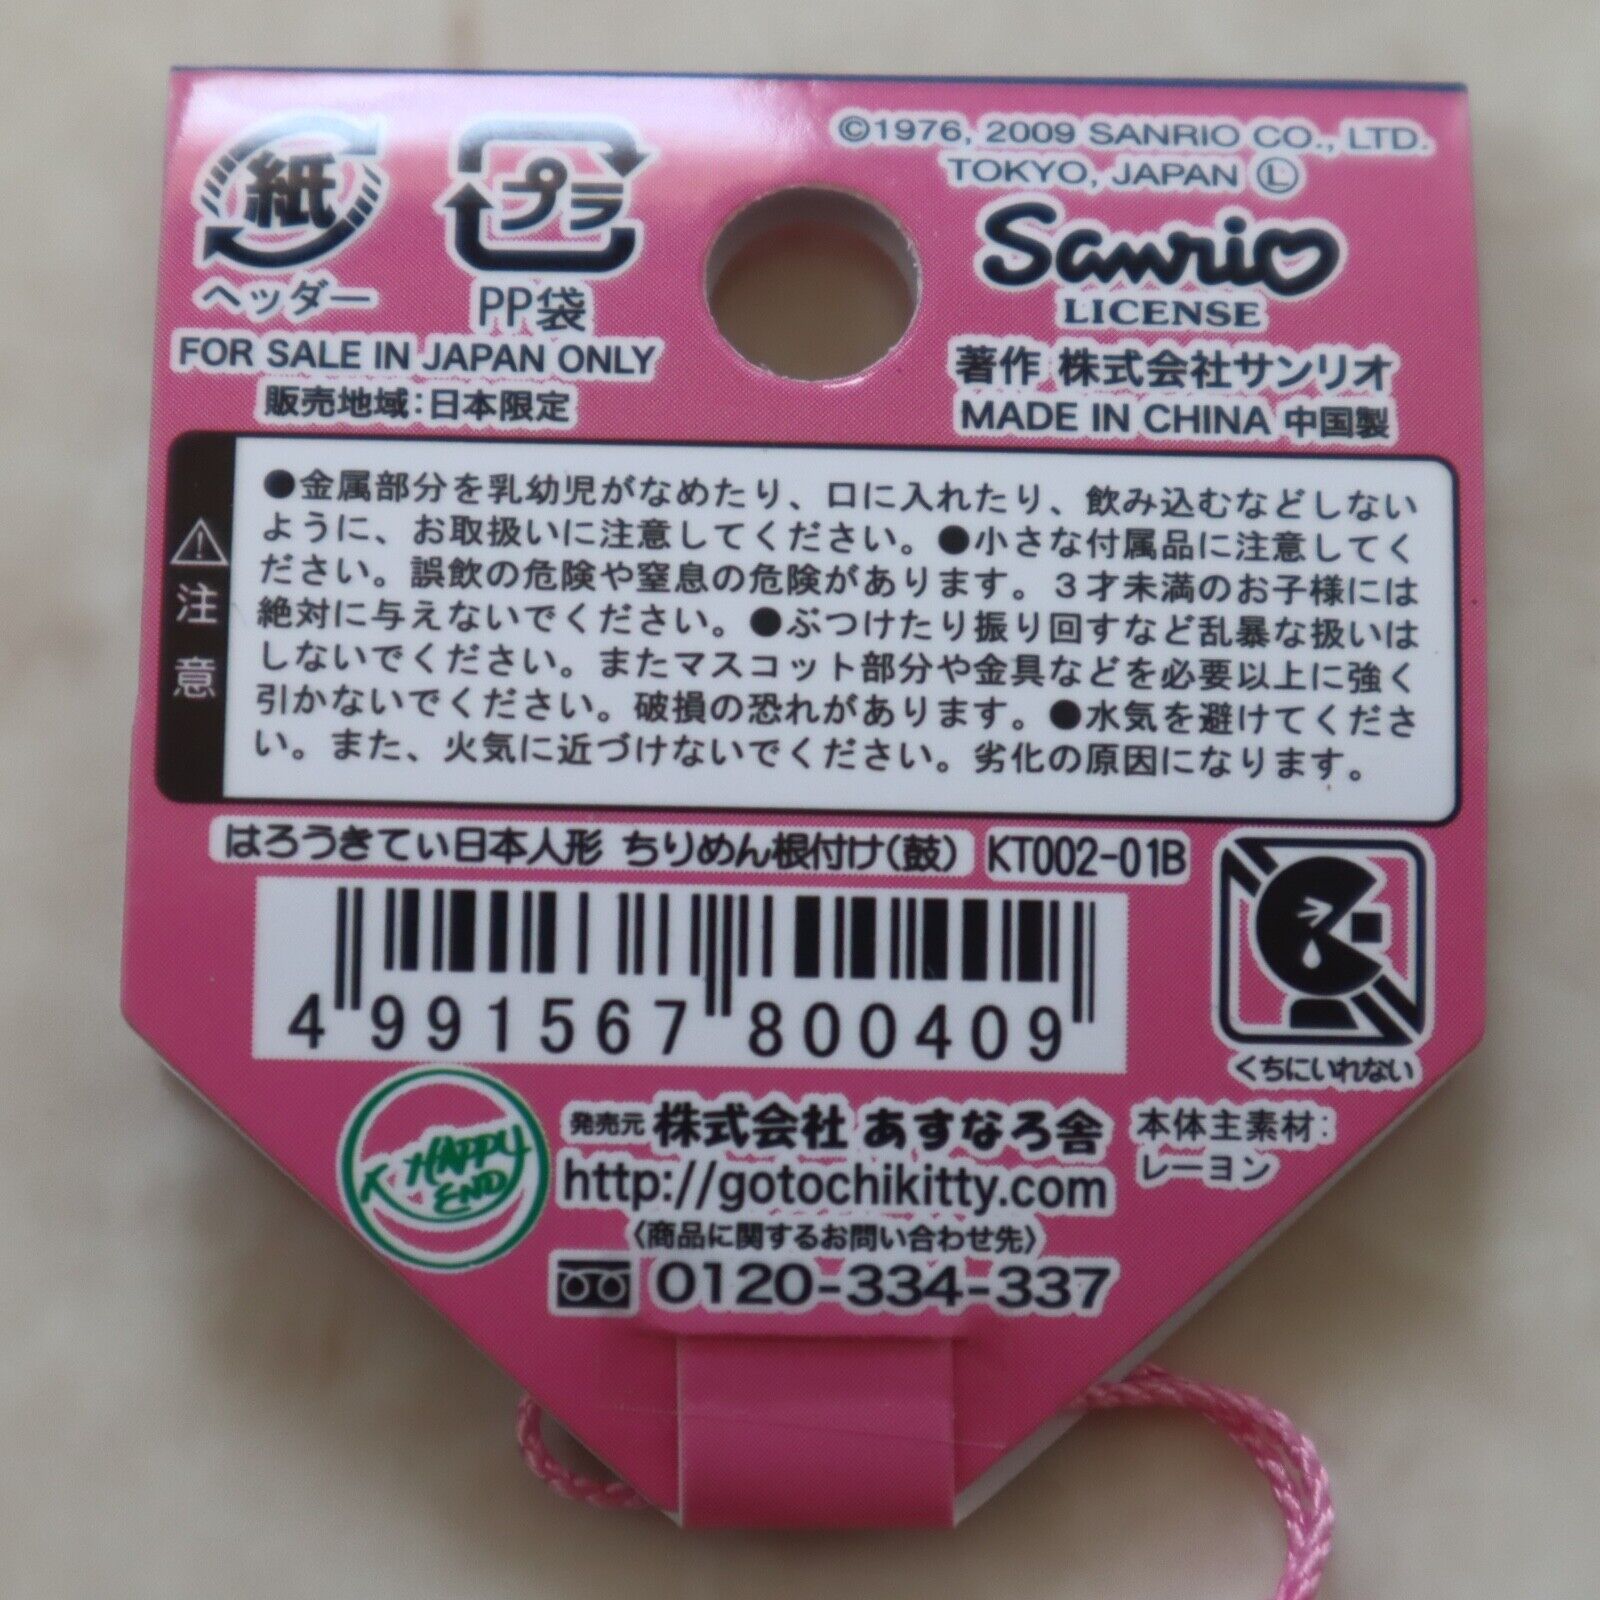 紙
ヘッダー
プラ
PP袋
FOR SALE IN JAPAN ONLY
販売地域：日本限定
©1976, 2009 SANRIO CO., LTD.
TOKYO, JAPAN Ⓛ
Sanrio
LICENSE
著作 株式会社サンリオ
MADE IN CHINA 中国製
注意
●金属部分を乳幼児がなめたり、口に入れたり、飲み込むなどしない
ように、お取扱いに注意してください。●小さな付属品に注意してく
ださい。誤飲の危険や窒息の危険があります。３才未満のお子様には
絶対に与えないでください。●ぶつけたり振り回すなど乱暴な扱いは
しないでください。またマスコット部分や金具などを必要以上に強く
引かないでください。破損の恐れがあります。●水気を避けてくださ
い。また、火気に近づけないでください。劣化の原因になります。
はろうきてぃ日本人形 ちりめん根付け（鼓） KT002-01B
4 991567 800409
くちにいれない
HAPPY
END
発売元 株式会社 あすなろ舎
http://gotochikitty.com
〈商品に関するお問い合わせ先〉
0120-334-337
本体主素材：
レーヨン